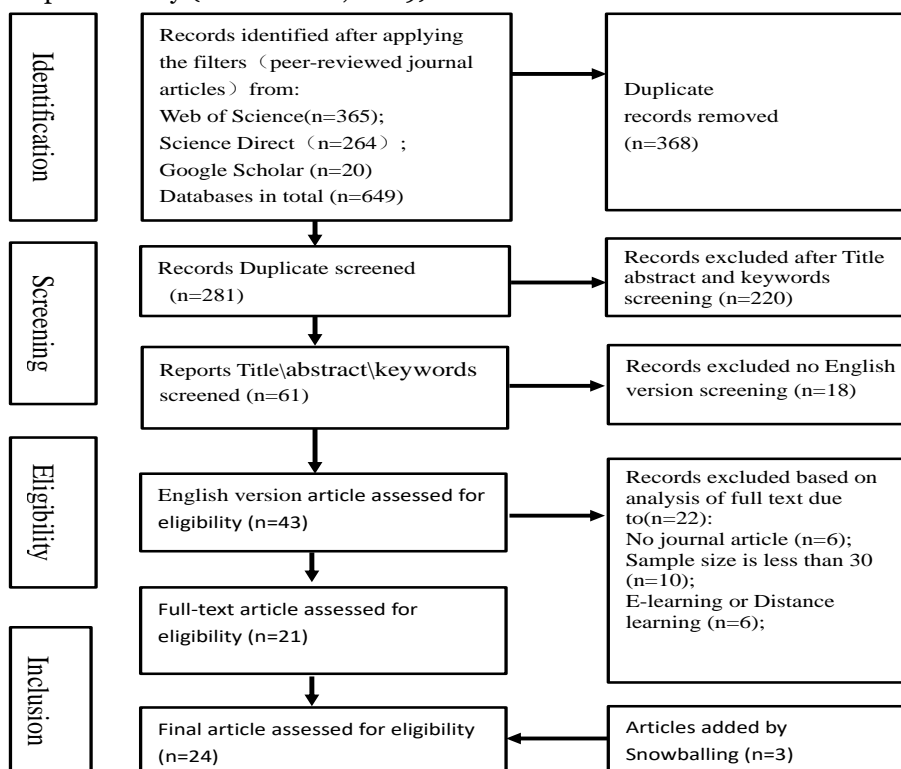 Identification
Records identified after applying
the filters（peer-reviewed journal
articles）from:
Web of Science(n=365);
Science Direct（n=264）;
Google Scholar (n=20)
Databases in total (n=649)
Duplicate
records removed
(n=368)
Screening
Records Duplicate screened
(n=281)
Records excluded after Title
abstract and keywords
screening (n=220)
Reports Title\abstract\keywords
screened (n=61)
Records excluded no English
version screening (n=18)
Eligibility
English version article assessed for
eligibility (n=43)
Records excluded based on
analysis of full text due
to(n=22):
No journal article (n=6);
Sample size is less than 30
(n=10);
E-learning or Distance
learning (n=6);
Full-text article assessed for
eligibility (n=21)
Inclusion
Final article assessed for eligibility
(n=24)
Articles added by
Snowballing (n=3)